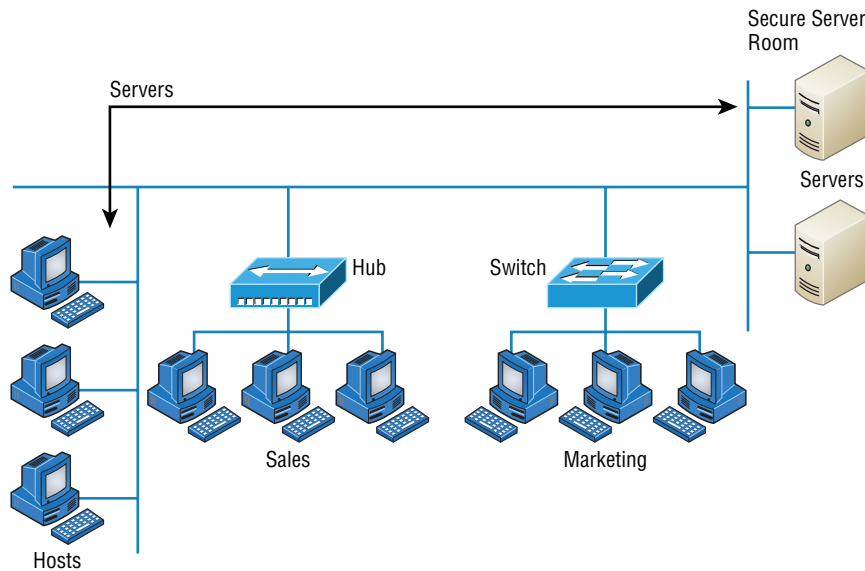 Secure Server
Room
Servers
Servers
Hub
Switch
Sales
Marketing
Hosts